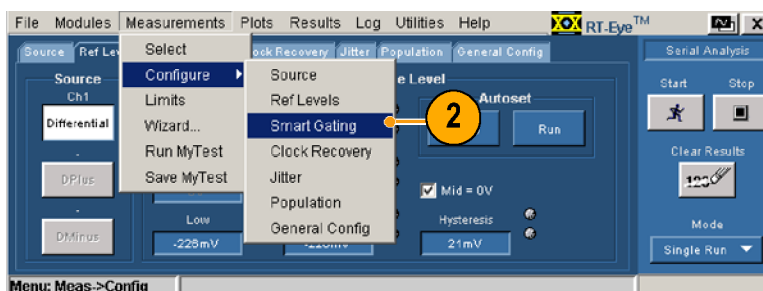 File Modules Measurements Plots Results Log Utilities Help RT-Eye™
Source Ref Lev Clock Recovery Jitter Population General Config
Serial Analysis
Select
Configure
Limits
Wizard...
Run MyTest
Save MyTest
Source
Ref Levels
Smart Gating
Clock Recovery
Jitter
Population
General Config
2
Source
Ch1
Differential
DPlus
DMinus
e Level
Autoset
Run
Mid = 0V
Low
-228mV
Hysteresis
21mV
Start Stop
Clear Results
123
Mode
Single Run
Menu: Meas->Config